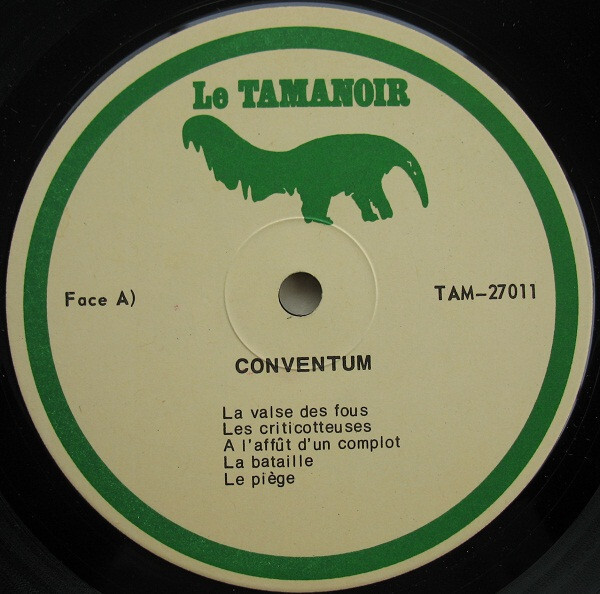 Le TAMANOIR
Face A)
TAM-27011
CONVENTUM
La valse des fous
Les criticotteuses
A l'affût d'un complot
La bataille
Le piège